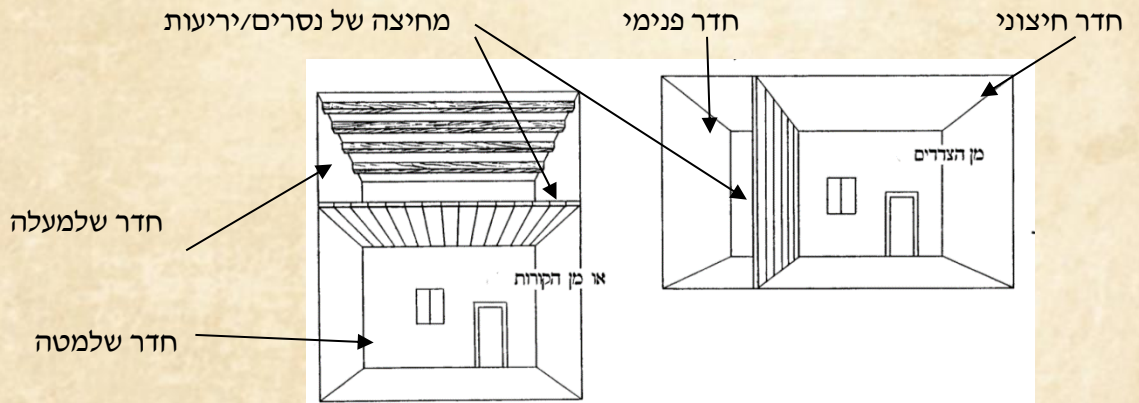 חדר חיצוני
חדר פנימי
מחיצה של נסרים/יריעות
מן הצדדים
חדר שלמעלה
או מן הקורות
חדר שלמטה